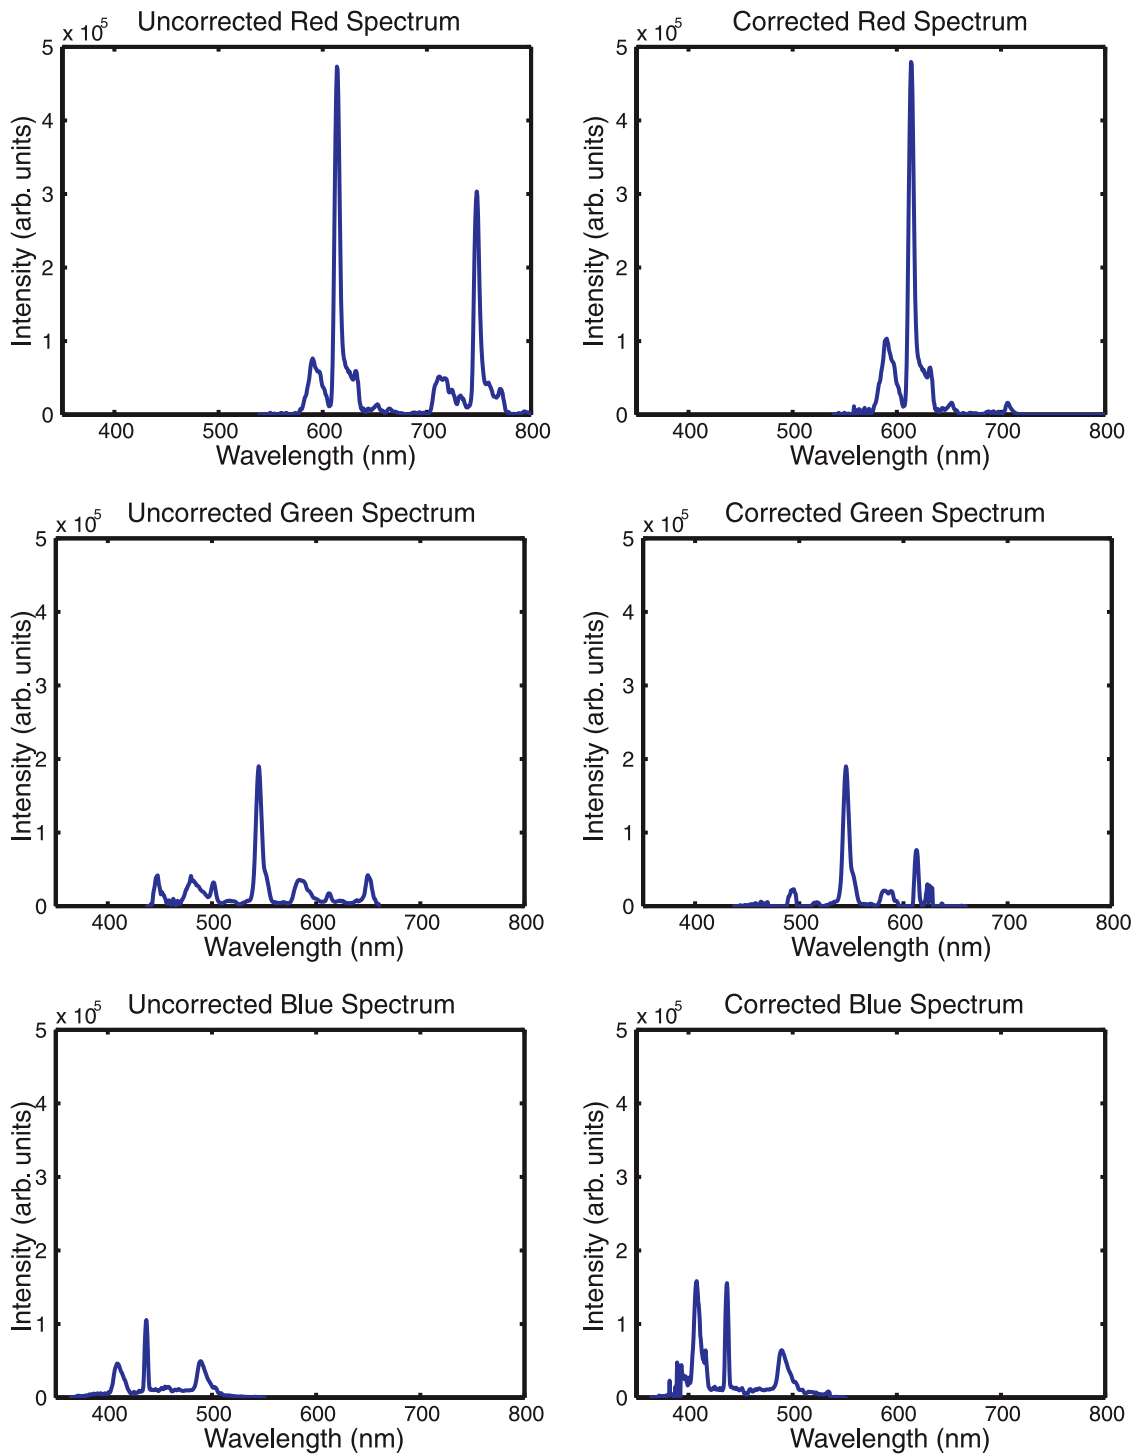 Uncorrected Red Spectrum
x 10^5
5
4
3
2
1
0
Intensity (arb. units)
400 500 600 700 800
Wavelength (nm)
Corrected Red Spectrum
x 10^5
5
4
3
2
1
0
Intensity (arb. units)
400 500 600 700 800
Wavelength (nm)
Uncorrected Green Spectrum
x 10^5
5
4
3
2
1
0
Intensity (arb. units)
400 500 600 700 800
Wavelength (nm)
Corrected Green Spectrum
x 10^5
5
4
3
2
1
0
Intensity (arb. units)
400 500 600 700 800
Wavelength (nm)
Uncorrected Blue Spectrum
x 10^5
5
4
3
2
1
0
Intensity (arb. units)
400 500 600 700 800
Wavelength (nm)
Corrected Blue Spectrum
x 10^5
5
4
3
2
1
0
Intensity (arb. units)
400 500 600 700 800
Wavelength (nm)